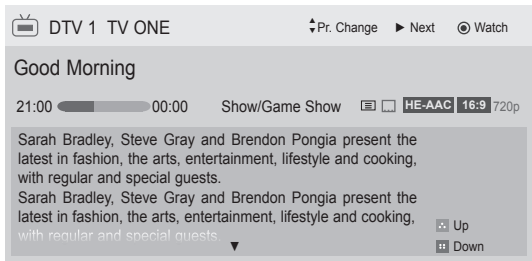 DTV 1 TV ONE
Pr. Change ► Next Watch
Good Morning
21:00 00:00 Show/Game Show HE-AAC 16:9 720p
Sarah Bradley, Steve Gray and Brendon Pongia present the
latest in fashion, the arts, entertainment, lifestyle and cooking,
with regular and special guests.
Sarah Bradley, Steve Gray and Brendon Pongia present the
latest in fashion, the arts, entertainment, lifestyle and cooking,
with regular and special guests.
Up
Down